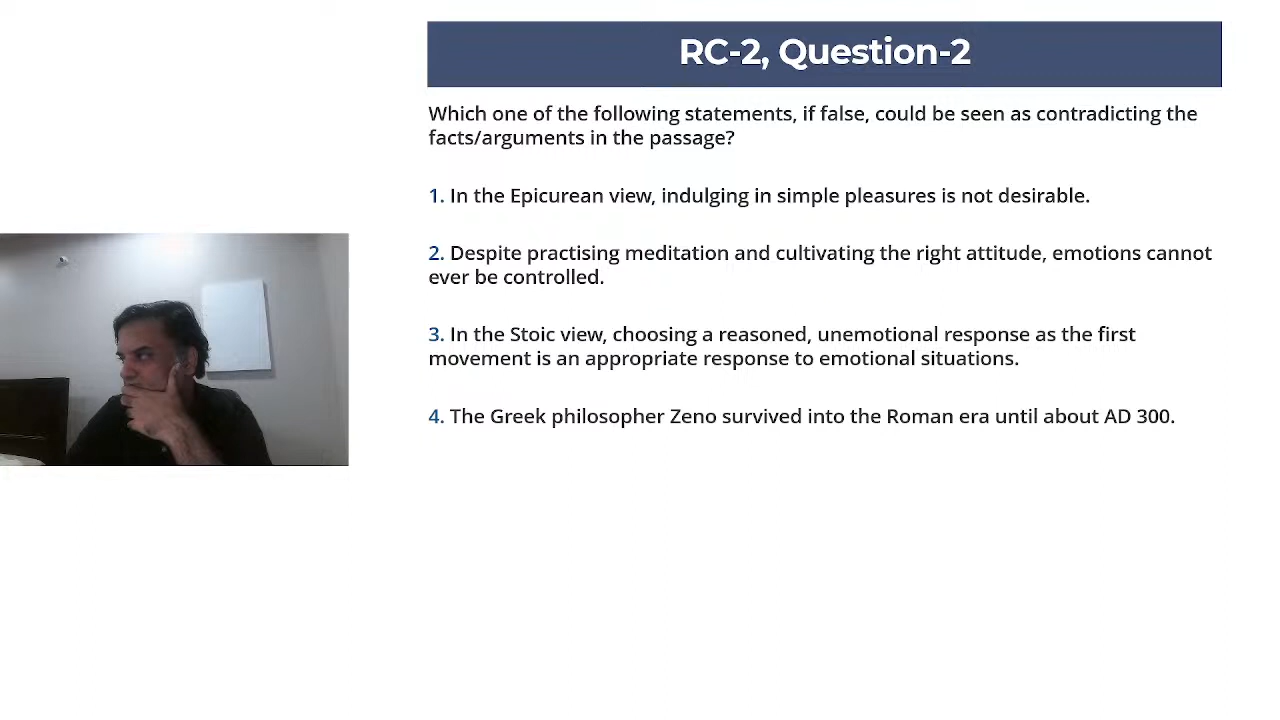 RC-2, Question-2
Which one of the following statements, if false, could be seen as contradicting the
facts/arguments in the passage?
1. In the Epicurean view, indulging in simple pleasures is not desirable.
2. Despite practising meditation and cultivating the right attitude, emotions cannot
ever be controlled.
3. In the Stoic view, choosing a reasoned, unemotional response as the first
movement is an appropriate response to emotional situations.
4. The Greek philosopher Zeno survived into the Roman era until about AD 300.